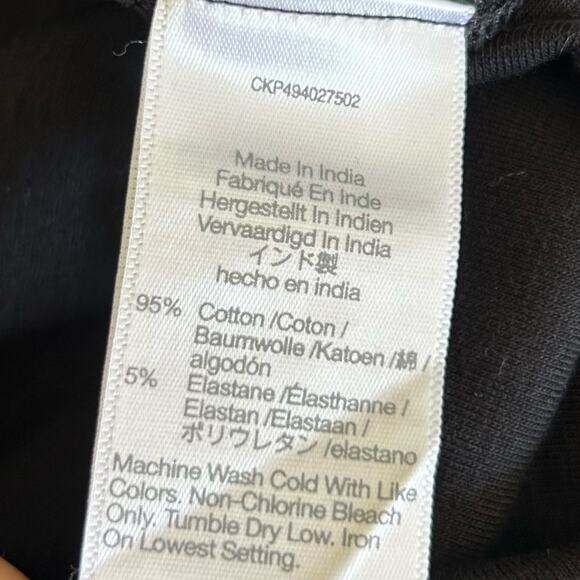 CKP494027502
Made In India
Fabriqué En Inde
Hergestellt In Indien
Vervaardigd In India
インド製
hecho en india
95% Cotton /Coton /
Baumwolle /Katoen /綿 /
algodón
5% Elastane /Élasthanne /
Elastan /Elastaan /
ポリウレタン /elastano
Machine Wash Cold With Like
Colors. Non-Chlorine Bleach
Only. Tumble Dry Low. Iron
On Lowest Setting.